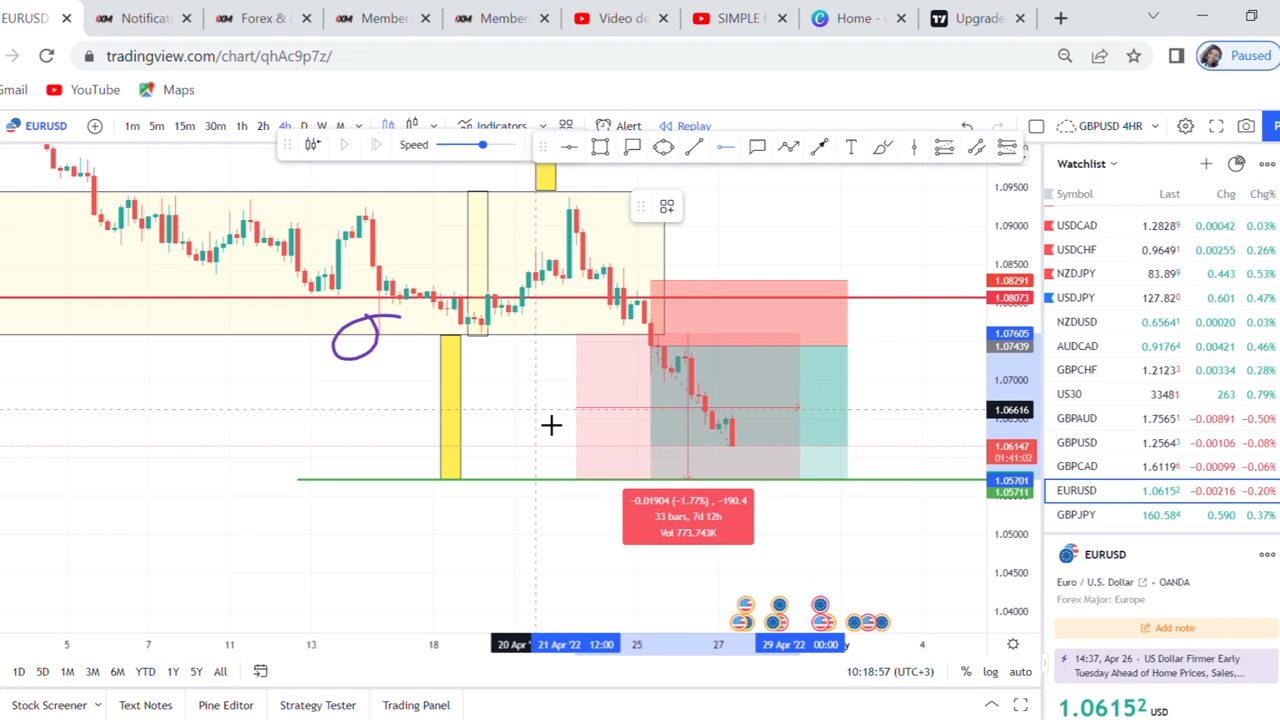 EURUSD
Notificati
Forex &
Member
Member
Video de
SIMPLE
Home -
Upgrade
tradingview.com/chart/qhAc9p7z/
Paused
Gmail
YouTube
Maps
EURUSD 1m 5m 15m 30m 1h 2h 4h D W M Indicators Alert Replay GBPUSD 4HR
Speed
1.09500
1.09000
1.08500
1.08291
1.08073
1.07605
1.07439
1.07000
1.06616
1.06147
01:41:02
1.05701
1.05711
1.05000
1.04500
1.04000
−0.01904 (−1.77%) , −190.4
33 bars, 7d 12h
Vol 773.743K
5 7 11 13 18 20 Apr 21 Apr '22 12:00 25 27 29 Apr '22 00:00 4
1D 5D 1M 3M 6M YTD 1Y 5Y All 10:18:57 (UTC+3) % log auto
Stock Screener Text Notes Pine Editor Strategy Tester Trading Panel
Watchlist
Symbol Last Chg Chg%
USDCAD 1.28289 0.00042 0.03%
USDCHF 0.96491 0.00255 0.26%
NZDJPY 83.899 0.443 0.53%
USDJPY 127.820 0.601 0.47%
NZDUSD 0.65641 0.00020 0.03%
AUDCAD 0.91764 0.00421 0.46%
GBPCHF 1.21233 0.00334 0.28%
US30 33481 263 0.79%
GBPAUD 1.75651 −0.00891 −0.50%
GBPUSD 1.25643 −0.00106 −0.08%
GBPCAD 1.61196 −0.00099 −0.06%
EURUSD 1.06152 −0.00216 −0.20%
GBPJPY 160.584 0.590 0.37%
EURUSD
Euro / U.S. Dollar • OANDA
Forex Major: Europe
Add note
14:37, Apr 26 • US Dollar Firmer Early
Tuesday Ahead of Home Prices, Sales,...
1.06152 USD